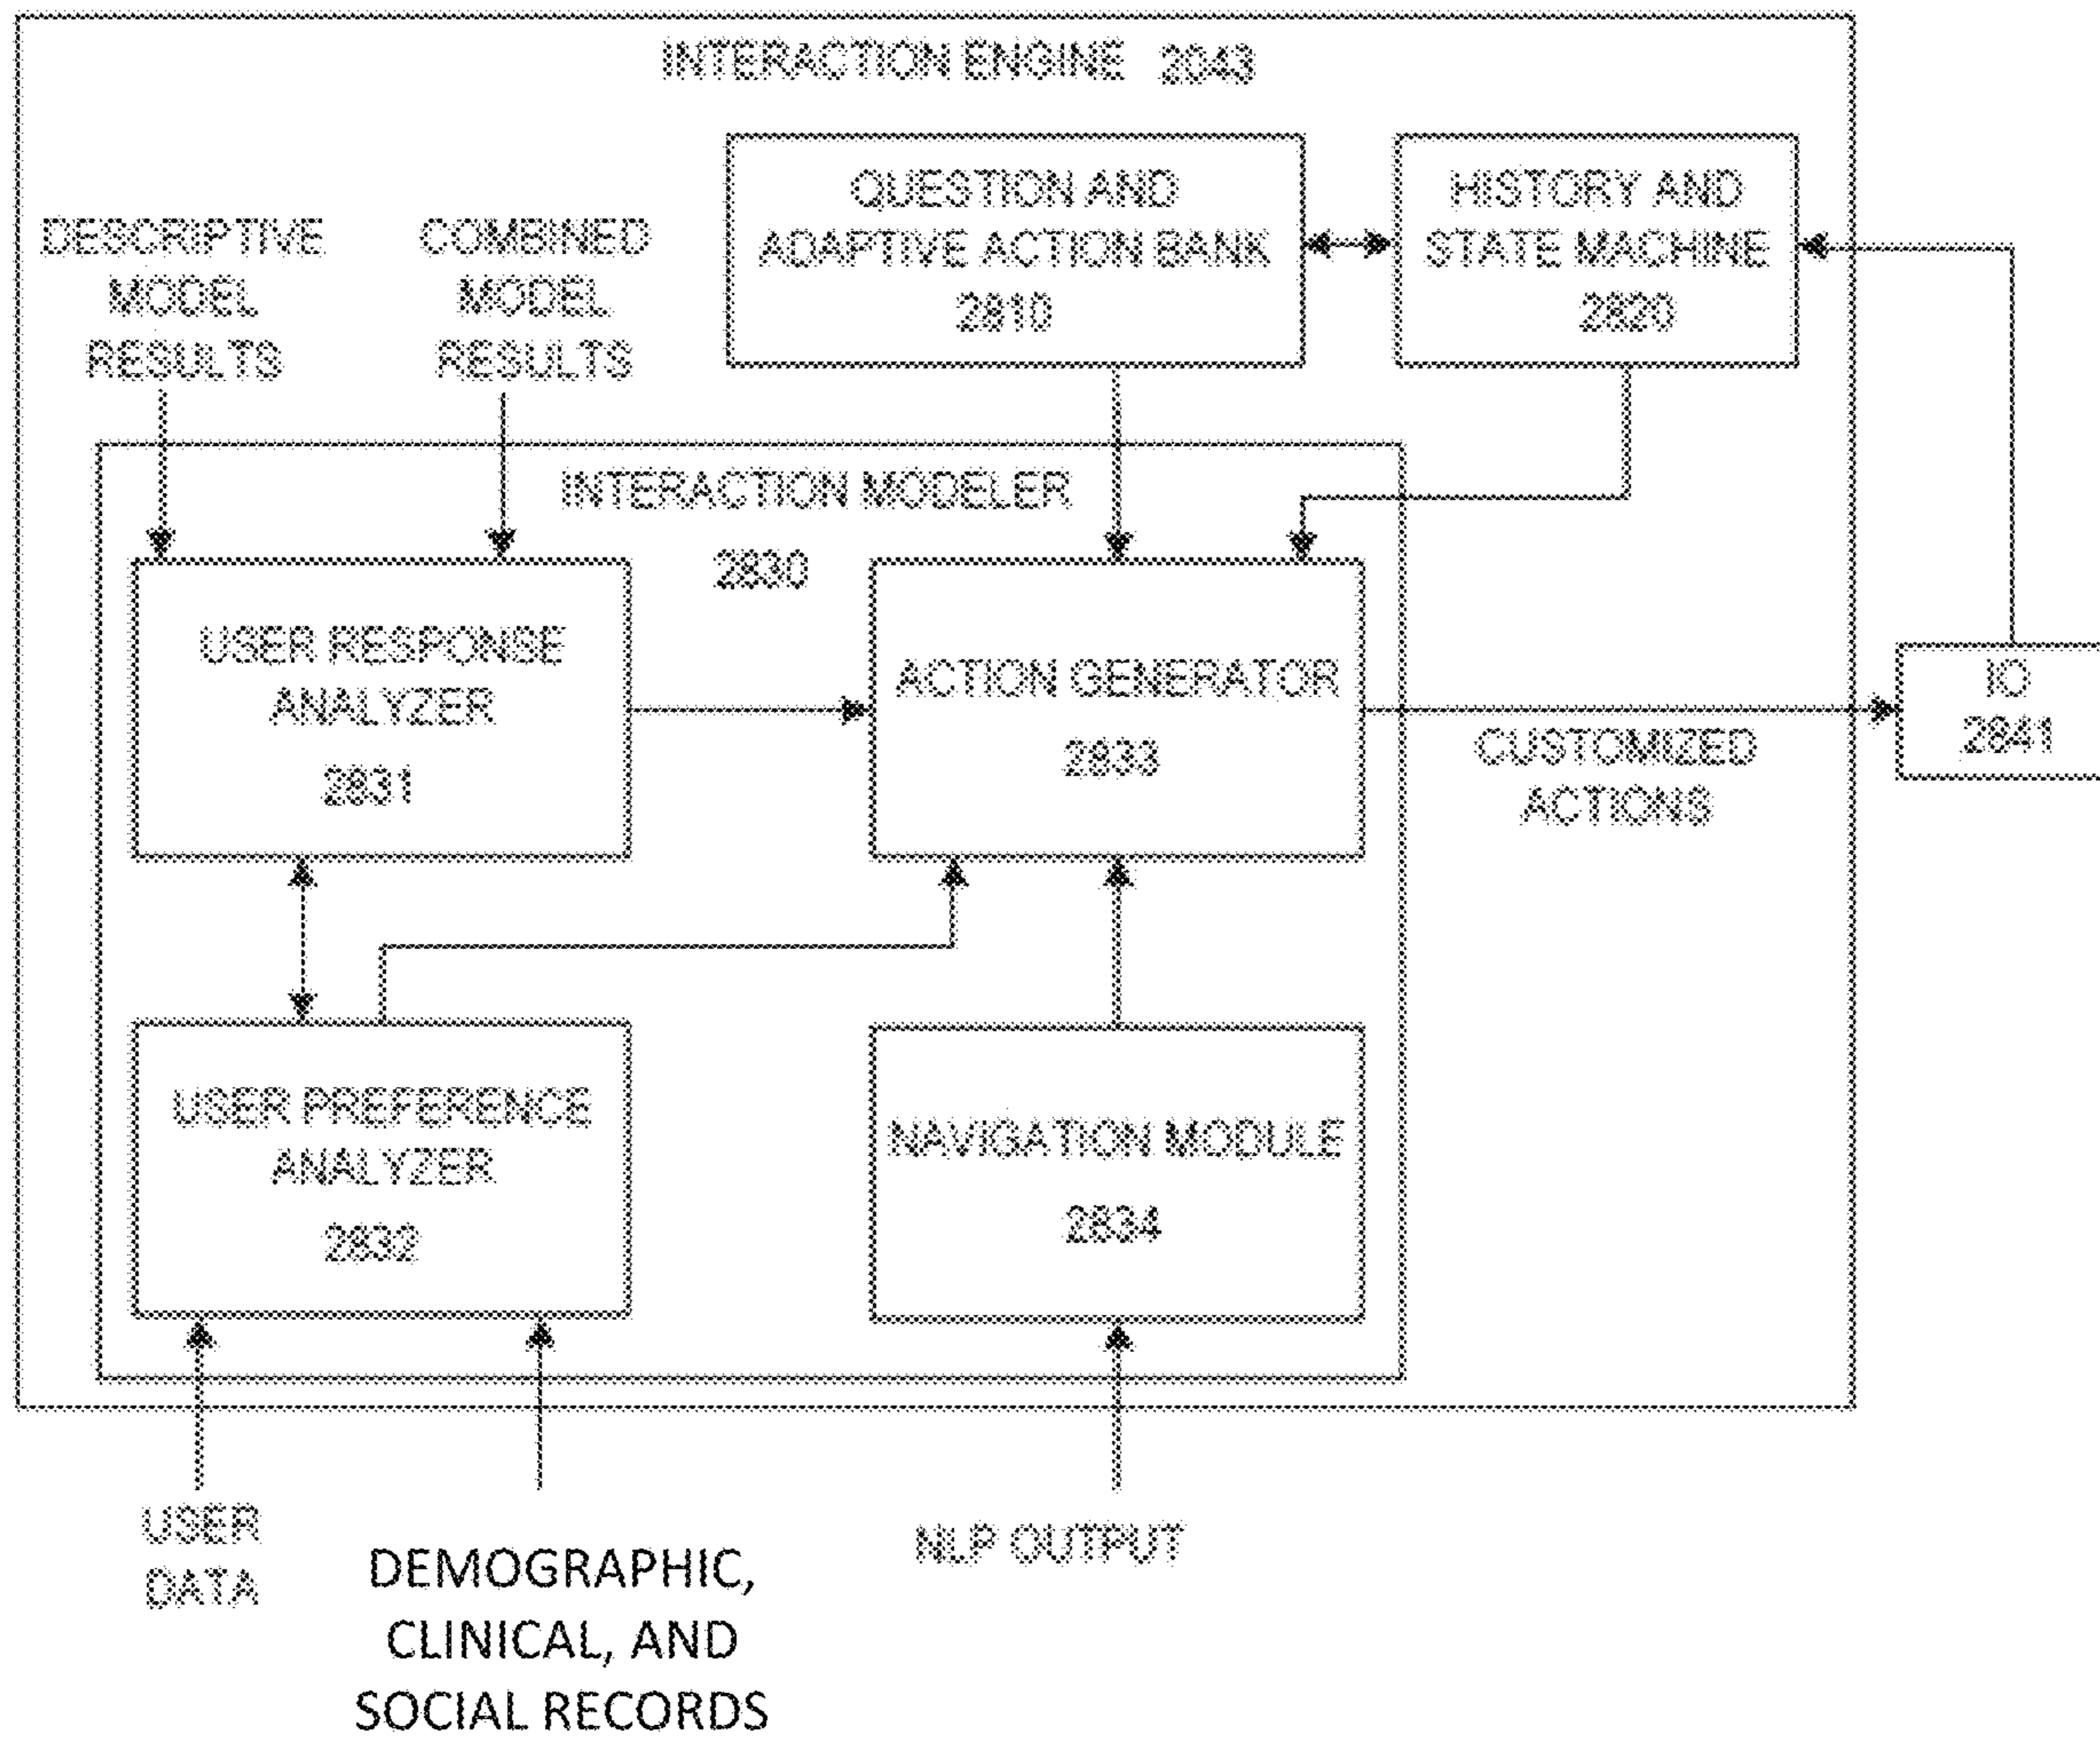 INTERACTION ENGINE 2043
QUESTION AND
ADAPTIVE ACTION BANK
2810
HISTORY AND
STATE MACHINE
2820
DESCRIPTIVE
MODEL
RESULTS
COMBINED
MODEL
RESULTS
INTERACTION MODELER
2830
USER RESPONSE
ANALYZER
2831
ACTION GENERATOR
2833
CUSTOMIZED
ACTIONS
IO
2841
USER PREFERENCE
ANALYZER
2832
NAVIGATION MODULE
2834
USER
DATA
DEMOGRAPHIC,
CLINICAL, AND
SOCIAL RECORDS
NLP OUTPUT